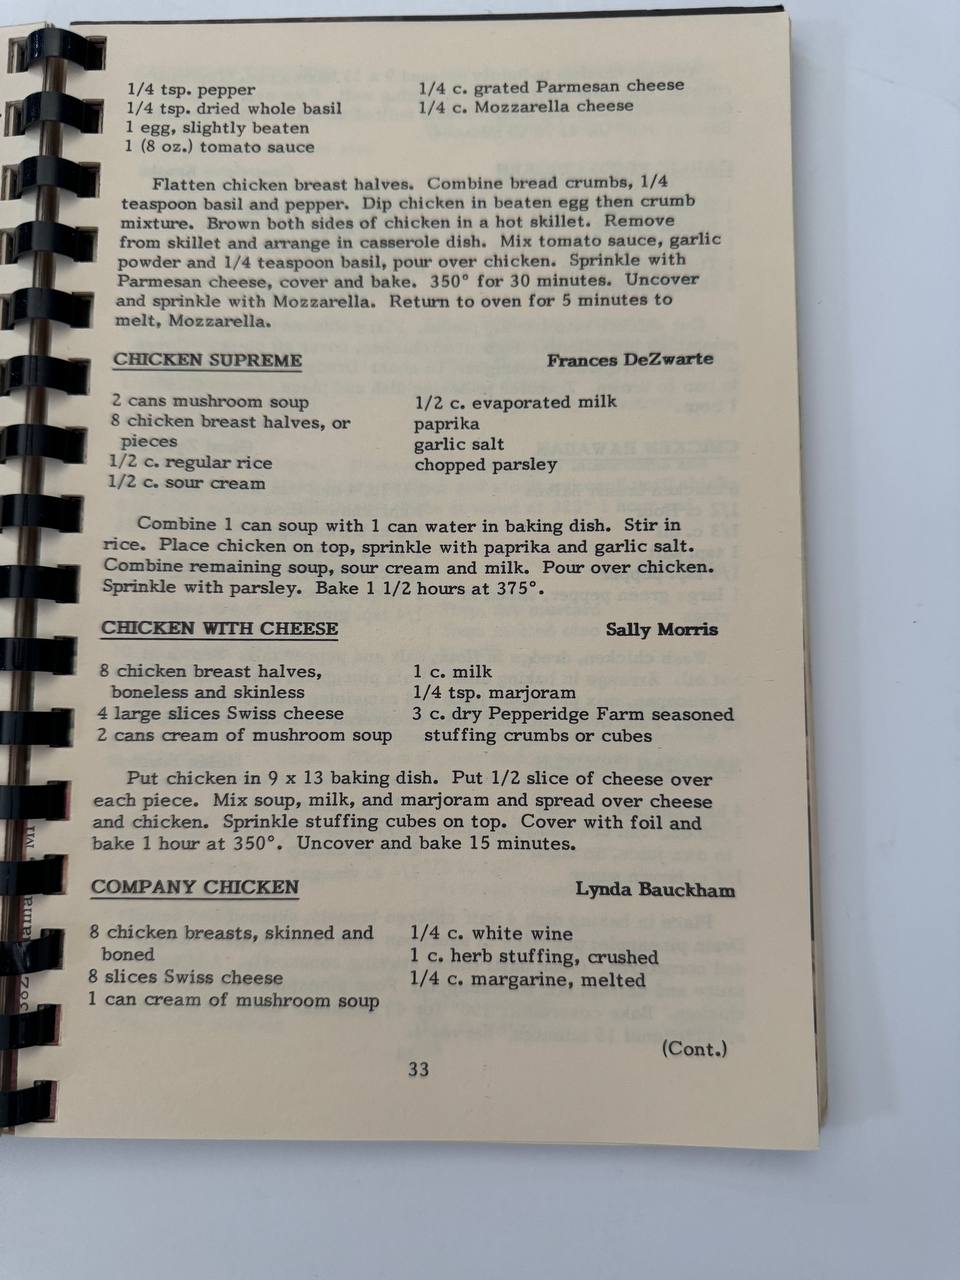 1/4 tsp. pepper
1/4 tsp. dried whole basil
1 egg, slightly beaten
1 (8 oz.) tomato sauce
1/4 c. grated Parmesan cheese
1/4 c. Mozzarella cheese
Flatten chicken breast halves. Combine bread crumbs, 1/4
teaspoon basil and pepper. Dip chicken in beaten egg then crumb
mixture. Brown both sides of chicken in a hot skillet. Remove
from skillet and arrange in casserole dish. Mix tomato sauce, garlic
powder and 1/4 teaspoon basil, pour over chicken. Sprinkle with
Parmesan cheese, cover and bake. 350° for 30 minutes. Uncover
and sprinkle with Mozzarella. Return to oven for 5 minutes to
melt, Mozzarella.
CHICKEN SUPREME Frances DeZwarte
2 cans mushroom soup
8 chicken breast halves, or
pieces
1/2 c. regular rice
1/2 c. sour cream
1/2 c. evaporated milk
paprika
garlic salt
chopped parsley
Combine 1 can soup with 1 can water in baking dish. Stir in
rice. Place chicken on top, sprinkle with paprika and garlic salt.
Combine remaining soup, sour cream and milk. Pour over chicken.
Sprinkle with parsley. Bake 1 1/2 hours at 375°.
CHICKEN WITH CHEESE Sally Morris
8 chicken breast halves,
boneless and skinless
4 large slices Swiss cheese
2 cans cream of mushroom soup
1 c. milk
1/4 tsp. marjoram
3 c. dry Pepperidge Farm seasoned
stuffing crumbs or cubes
Put chicken in 9 x 13 baking dish. Put 1/2 slice of cheese over
each piece. Mix soup, milk, and marjoram and spread over cheese
and chicken. Sprinkle stuffing cubes on top. Cover with foil and
bake 1 hour at 350°. Uncover and bake 15 minutes.
COMPANY CHICKEN Lynda Bauckham
8 chicken breasts, skinned and
boned
8 slices Swiss cheese
1 can cream of mushroom soup
1/4 c. white wine
1 c. herb stuffing, crushed
1/4 c. margarine, melted
(Cont.)
33